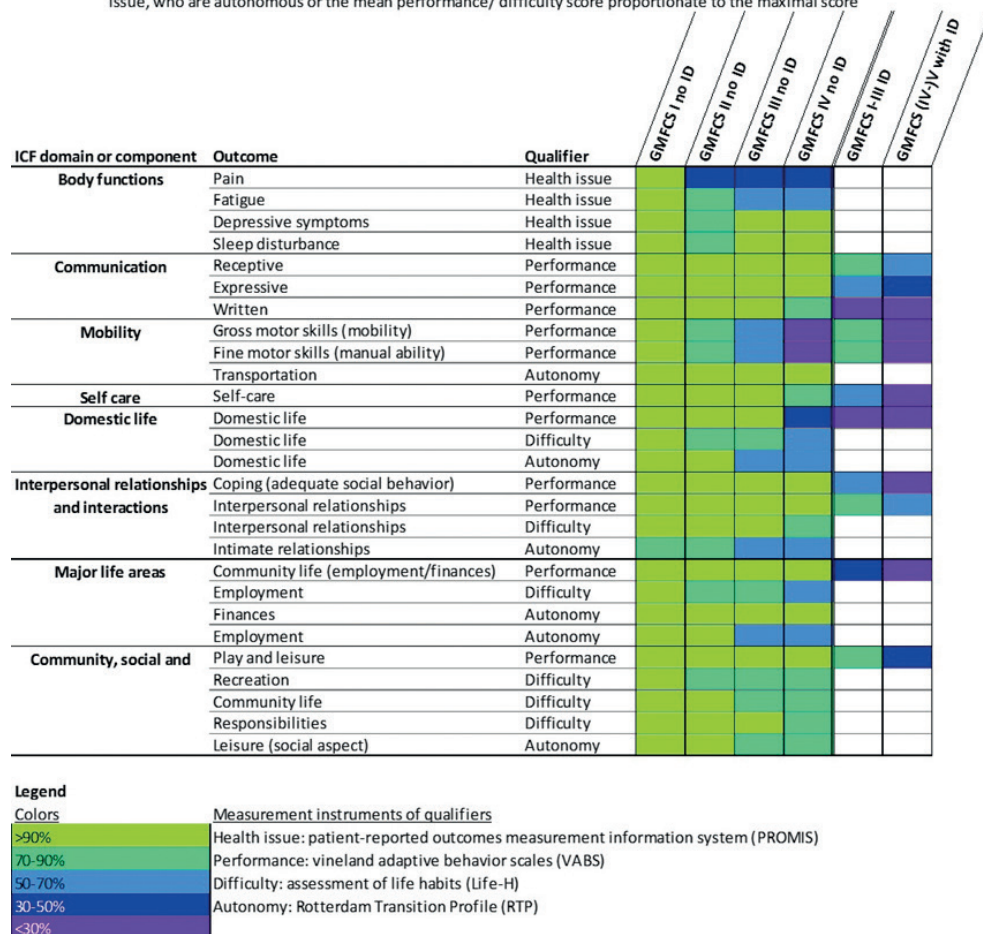 issue, who are autonomous or the mean performance/ difficulty score proportionate to the maximal score
GMFCS I no ID
GMFCS II no ID
GMFCS III no ID
GMFCS IV no ID
GMFCS I-III ID
GMFCS (IV-)V with ID
ICF domain or component Outcome Qualifier
Body functions Pain Health issue
Fatigue Health issue
Depressive symptoms Health issue
Sleep disturbance Health issue
Communication Receptive Performance
Expressive Performance
Written Performance
Mobility Gross motor skills (mobility) Performance
Fine motor skills (manual ability) Performance
Transportation Autonomy
Self care Self-care Performance
Domestic life Domestic life Performance
Domestic life Difficulty
Domestic life Autonomy
Interpersonal relationships Coping (adequate social behavior) Performance
and interactions Interpersonal relationships Performance
Interpersonal relationships Difficulty
Intimate relationships Autonomy
Major life areas Community life (employment/finances) Performance
Employment Difficulty
Finances Autonomy
Employment Autonomy
Community, social and Play and leisure Performance
Recreation Difficulty
Community life Difficulty
Responsibilities Difficulty
Leisure (social aspect) Autonomy
Legend
Colors Measurement instruments of qualifiers
>90% Health issue: patient-reported outcomes measurement information system (PROMIS)
70-90% Performance: vineland adaptive behavior scales (VABS)
50-70% Difficulty: assessment of life habits (Life-H)
30-50% Autonomy: Rotterdam Transition Profile (RTP)
<30%